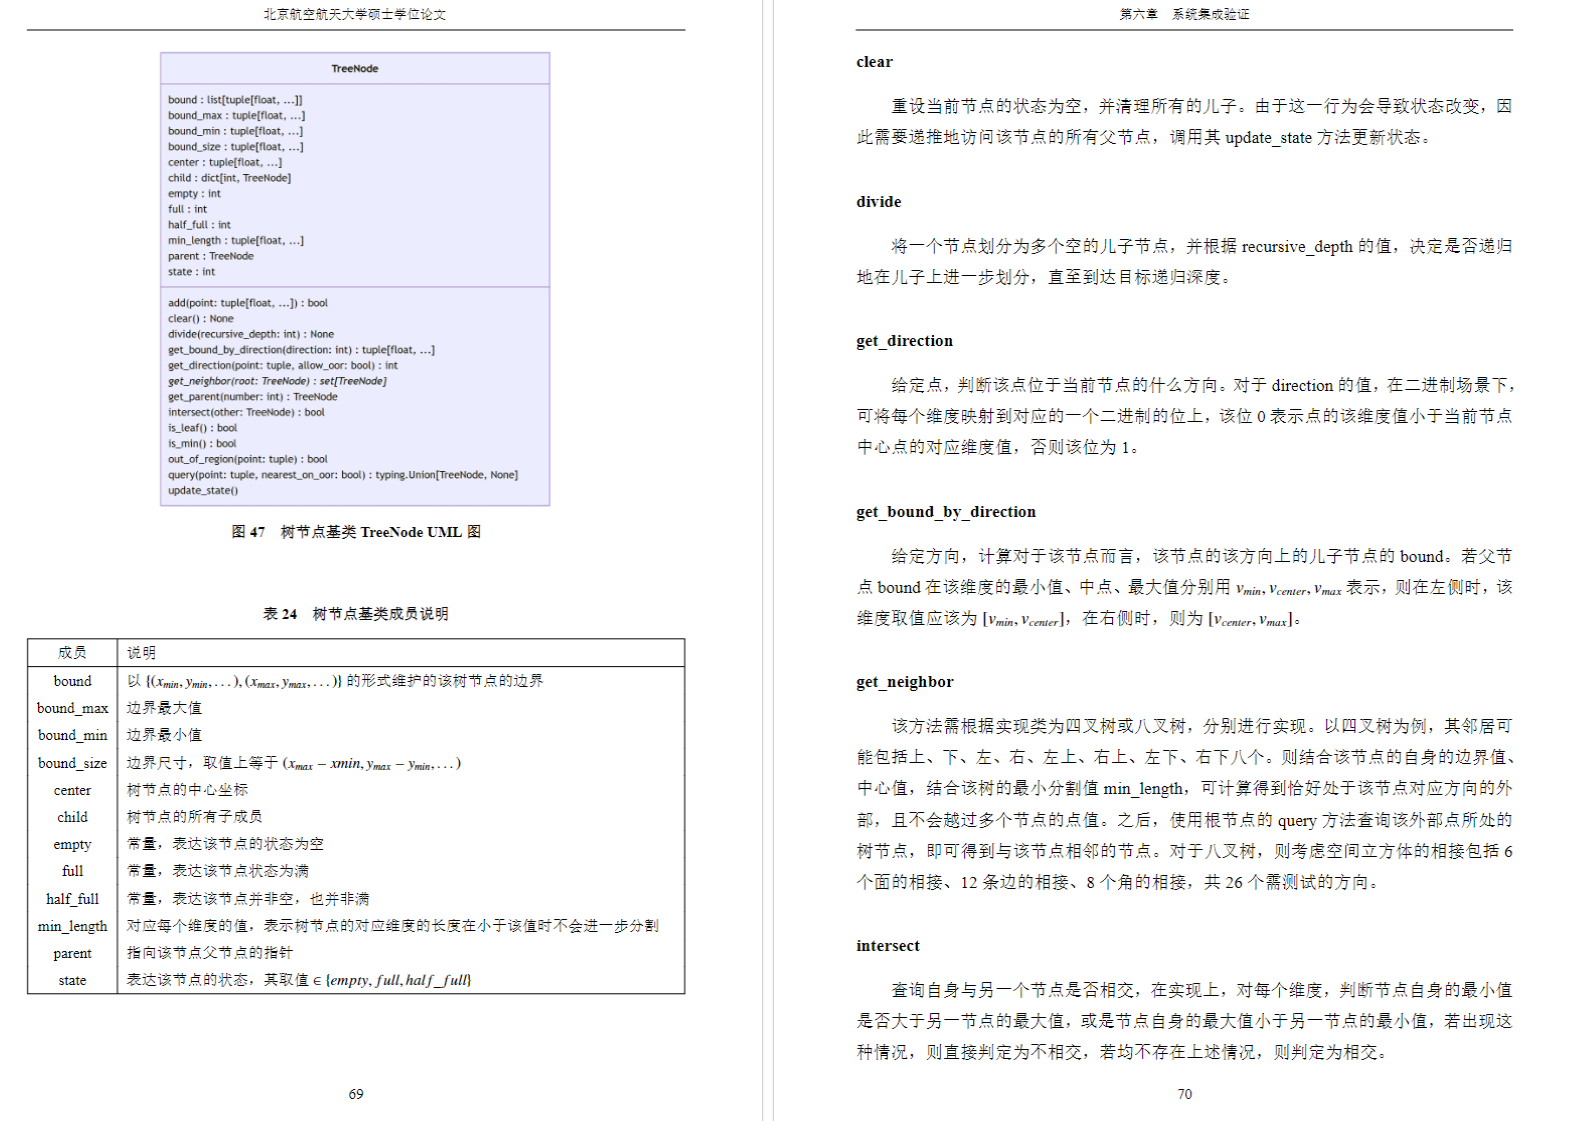 北京航空航天大学硕士学位论文
TreeNode
bound : list[tuple[float, ...]]
bound_max : tuple[float, ...]
bound_min : tuple[float, ...]
bound_size : tuple[float, ...]
center : tuple[float, ...]
child : dict[int, TreeNode]
empty : int
full : int
half_full : int
min_length : tuple[float, ...]
parent : TreeNode
state : int
add(point: tuple[float, ...]) : bool
clear() : None
divide(recursive_depth: int) : None
get_bound_by_direction(direction: int) : tuple[float, ...]
get_direction(point: tuple, allow_oor: bool) : int
get_neighbor(root: TreeNode) : set[TreeNode]
get_parent(number: int) : TreeNode
intersect(other: TreeNode) : bool
is_leaf() : bool
is_min() : bool
out_of_region(point: tuple) : bool
query(point: tuple, nearest_on_oor: bool) : typing.Union[TreeNode, None]
update_state()
图 47 树节点基类 TreeNode UML 图
表 24 树节点基类成员说明
成员 说明
bound 以 {(x_min, y_min, . . . ), (x_max, y_max, . . . )} 的形式维护的该树节点的边界
bound_max 边界最大值
bound_min 边界最小值
bound_size 边界尺寸，取值上等于 (x_max − xmin, y_max − y_min, . . . )
center 树节点的中心坐标
child 树节点的所有子成员
empty 常量，表达该节点的状态为空
full 常量，表达该节点状态为满
half_full 常量，表达该节点并非空，也并非满
min_length 对应每个维度的值，表示树节点的对应维度的长度在小于该值时不会进一步分割
parent 指向该节点父节点的指针
state 表达该节点的状态，其取值 ∈ {empty, full, half_full}
69
第六章 系统集成验证
clear
重设当前节点的状态为空，并清理所有的儿子。由于这一行为会导致状态改变，因
此需要递推地访问该节点的所有父节点，调用其 update_state 方法更新状态。
divide
将一个节点划分为多个空的儿子节点，并根据 recursive_depth 的值，决定是否递归
地在儿子上进一步划分，直至到达目标递归深度。
get_direction
给定点，判断该点位于当前节点的什么方向。对于 direction 的值，在二进制场景下，
可将每个维度映射到对应的一个二进制的位上，该位 0 表示点的该维度值小于当前节点
中心点的对应维度值，否则该位为 1。
get_bound_by_direction
给定方向，计算对于该节点而言，该节点的该方向上的儿子节点的 bound。若父节
点 bound 在该维度的最小值、中点、最大值分别用 v_min, v_center, v_max 表示，则在左侧时，该
维度取值应该为 [v_min, v_center]，在右侧时，则为 [v_center, v_max]。
get_neighbor
该方法需根据实现类为四叉树或八叉树，分别进行实现。以四叉树为例，其邻居可
能包括上、下、左、右、左上、右上、左下、右下八个。则结合该节点的自身的边界值、
中心值，结合该树的最小分割值 min_length，可计算得到恰好处于该节点对应方向的外
部，且不会越过多个节点的点值。之后，使用根节点的 query 方法查询该外部点所处的
树节点，即可得到与该节点相邻的节点。对于八叉树，则考虑空间立方体的相接包括 6
个面的相接、12 条边的相接、8 个角的相接，共 26 个需测试的方向。
intersect
查询自身与另一个节点是否相交，在实现上，对每个维度，判断节点自身的最小值
是否大于另一节点的最大值，或是节点自身的最大值小于另一节点的最小值，若出现这
种情况，则直接判定为不相交，若均不存在上述情况，则判定为相交。
70